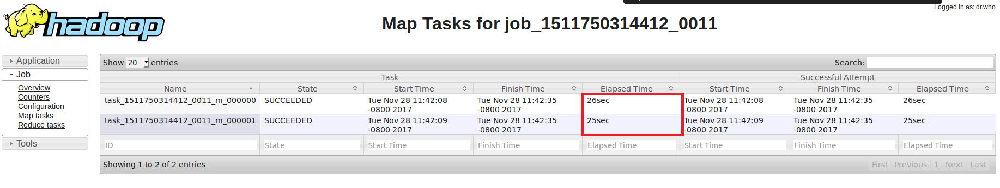 Logged in as: dr.who
hadoop
Map Tasks for job_1511750314412_0011
Application
Job
Overview
Counters
Configuration
Map tasks
Reduce tasks
Tools
Show 20 entries
Search:
Task Successful Attempt
Name State Start Time Finish Time Elapsed Time Start Time Finish Time Elapsed Time
task_1511750314412_0011_m_000000 SUCCEEDED Tue Nov 28 11:42:08 Tue Nov 28 11:42:35 26sec Tue Nov 28 11:42:08 Tue Nov 28 11:42:35 26sec
-0800 2017 -0800 2017 -0800 2017 -0800 2017
task_1511750314412_0011_m_000001 SUCCEEDED Tue Nov 28 11:42:09 Tue Nov 28 11:42:35 25sec Tue Nov 28 11:42:09 Tue Nov 28 11:42:35 25sec
-0800 2017 -0800 2017 -0800 2017 -0800 2017
ID State Start Time Finish Time Elapsed Time Start Time Finish Time Elapsed Time
Showing 1 to 2 of 2 entries
First Previous 1 Next Last